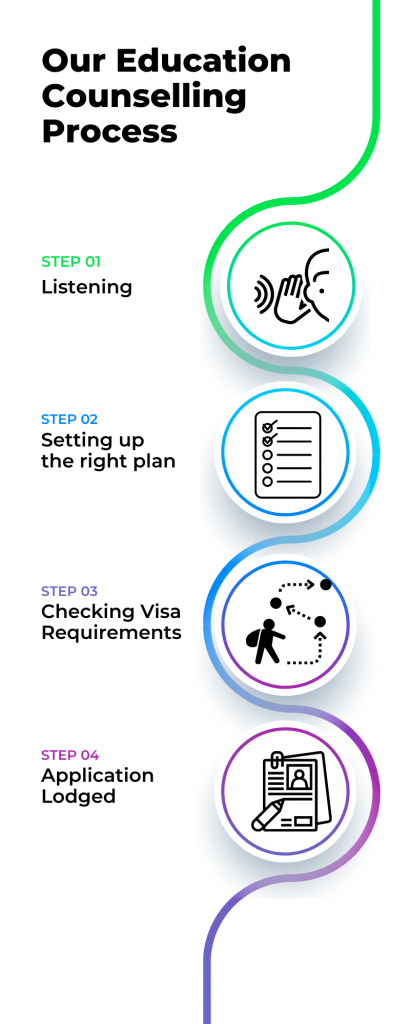 Our Education
Counselling
Process
STEP 01
Listening
STEP 02
Setting up
the right plan
STEP 03
Checking Visa
Requirements
STEP 04
Application
Lodged